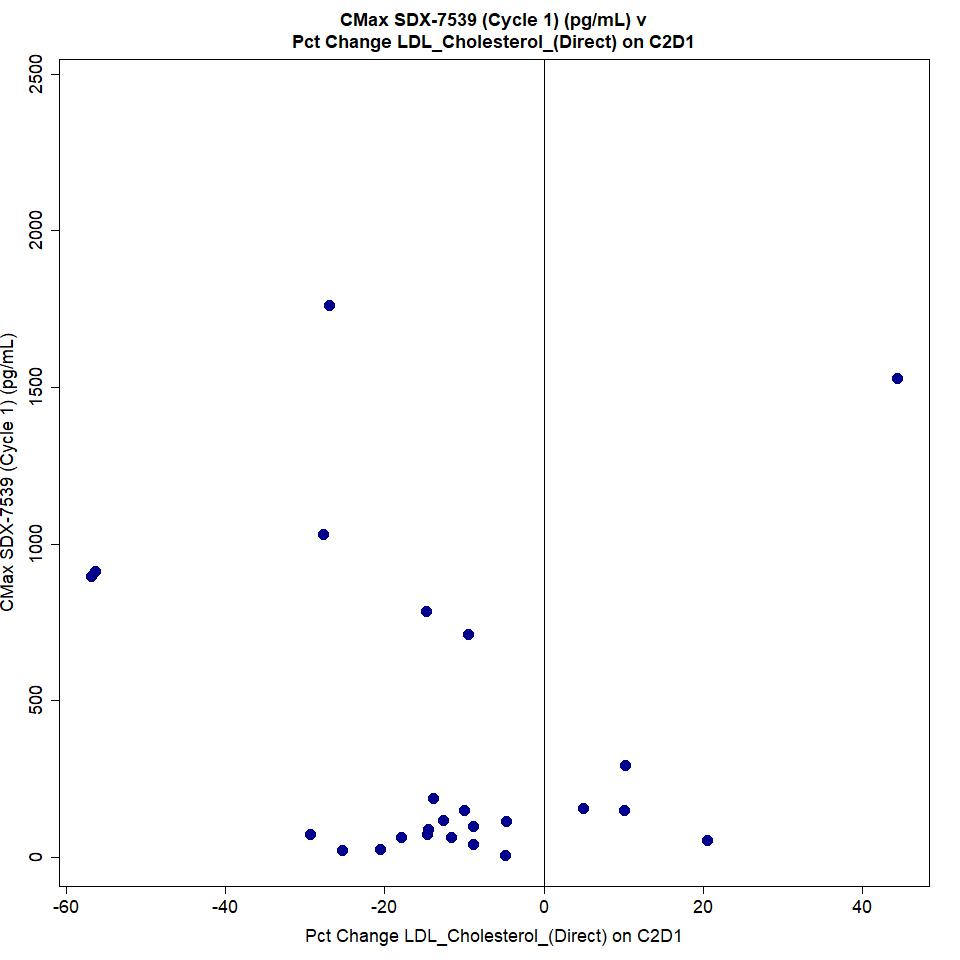 CMax SDX-7539 (Cycle 1) (pg/mL) v
Pct Change LDL_Cholesterol_(Direct) on C2D1
CMax SDX-7539 (Cycle 1) (pg/mL)
2500
2000
1500
1000
500
0
-60 -40 -20 0 20 40
Pct Change LDL_Cholesterol_(Direct) on C2D1